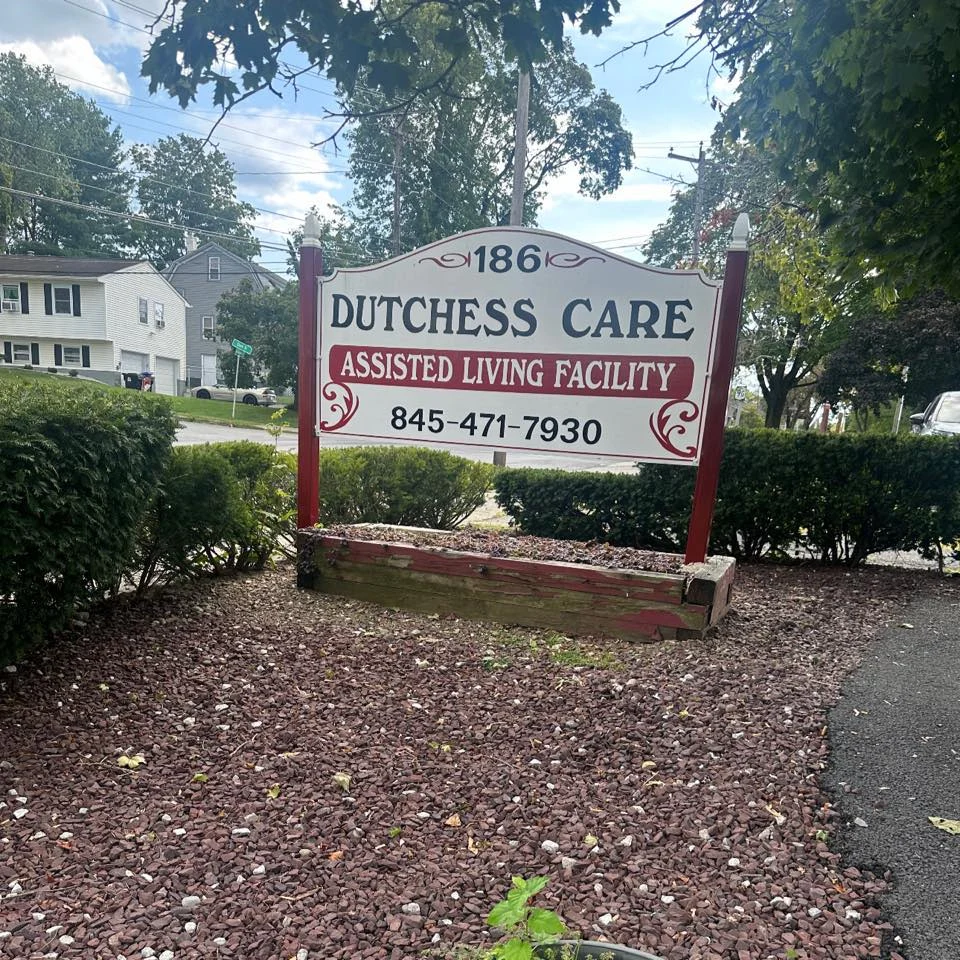 186
DUTCHESS CARE
ASSISTED LIVING FACILITY
845-471-7930